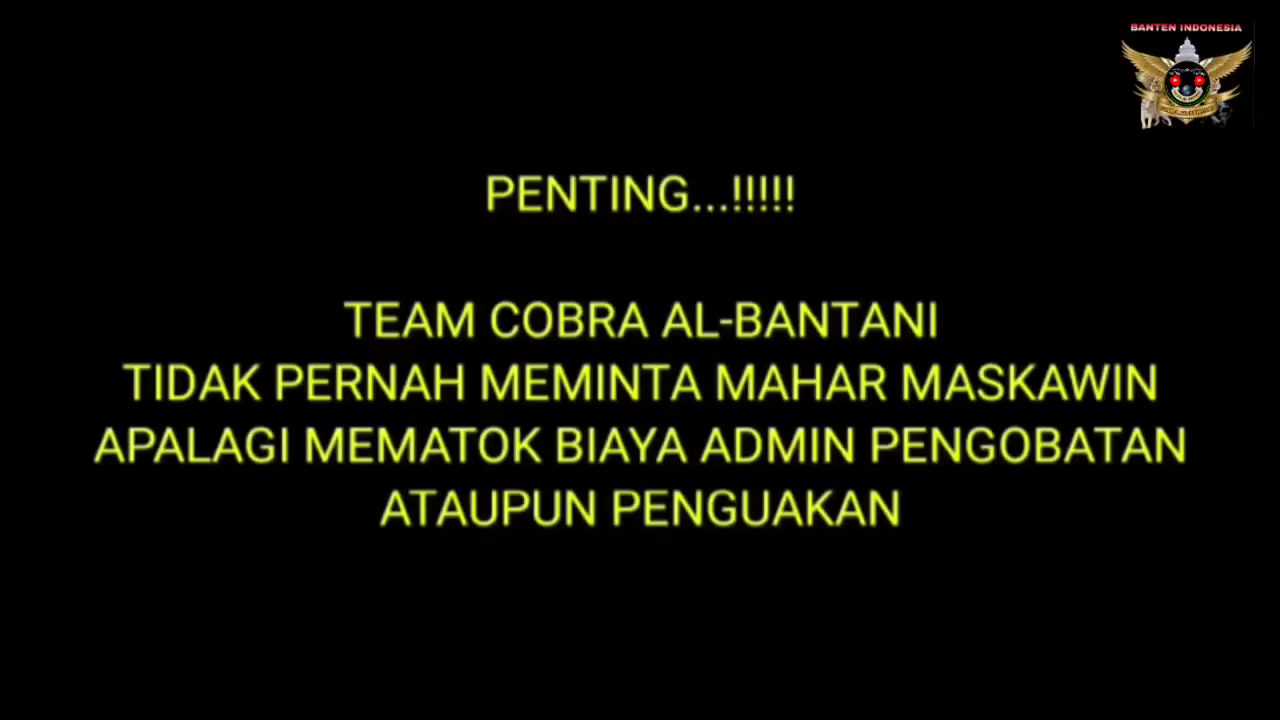 BANTEN INDONESIA
PENTING...!!!!!
TEAM COBRA AL-BANTANI
TIDAK PERNAH MEMINTA MAHAR MASKAWIN
APALAGI MEMATOK BIAYA ADMIN PENGOBATAN
ATAUPUN PENGUAKAN